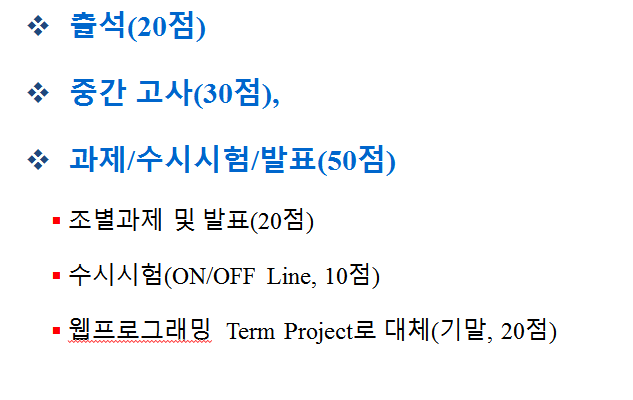 ❖ 출석(20점)
❖ 중간 고사(30점),
❖ 과제/수시시험/발표(50점)
▪ 조별과제 및 발표(20점)
▪ 수시시험(ON/OFF Line, 10점)
▪ 웹프로그래밍 Term Project로 대체(기말, 20점)